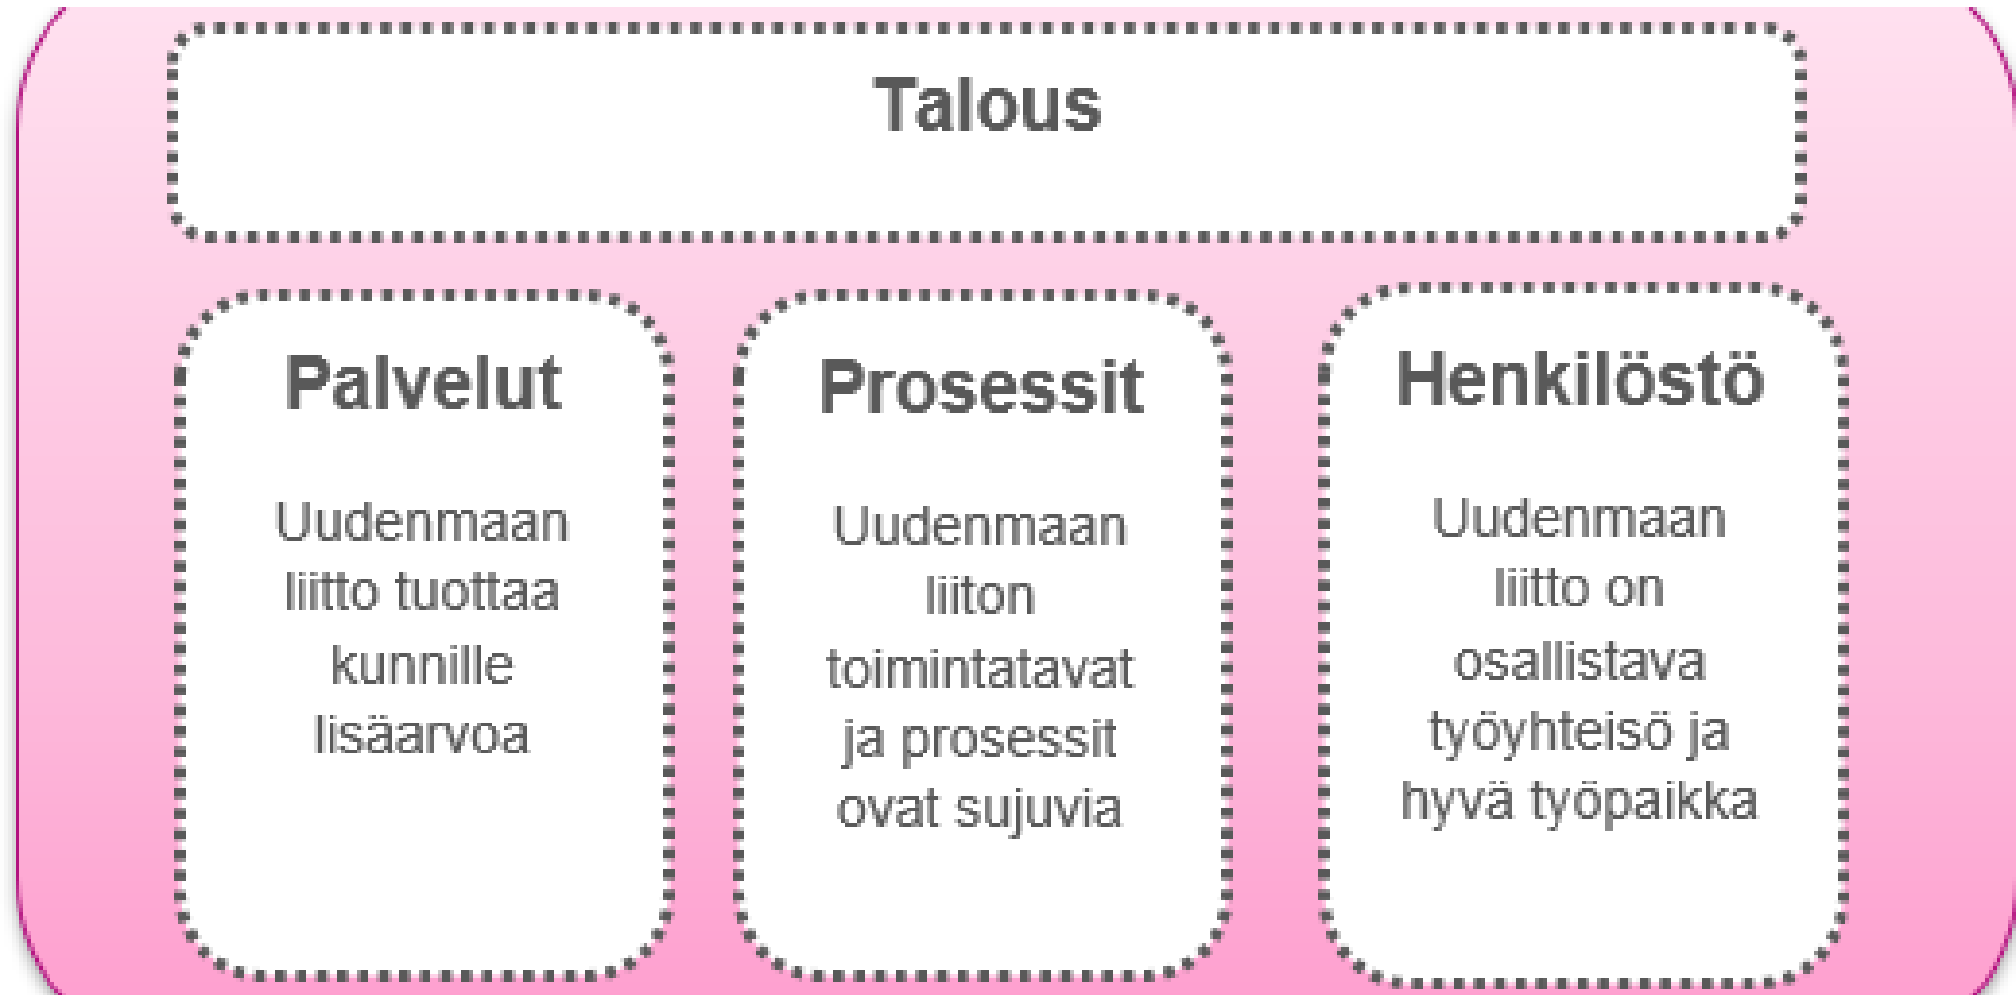 Talous
Palvelut
Uudenmaan
liitto tuottaa
kunnille
lisäarvoa
Prosessit
Uudenmaan
liiton
toimintatavat
ja prosessit
ovat sujuvia
Henkilöstö
Uudenmaan
liitto on
osallistava
työyhteisö ja
hyvä työpaikka